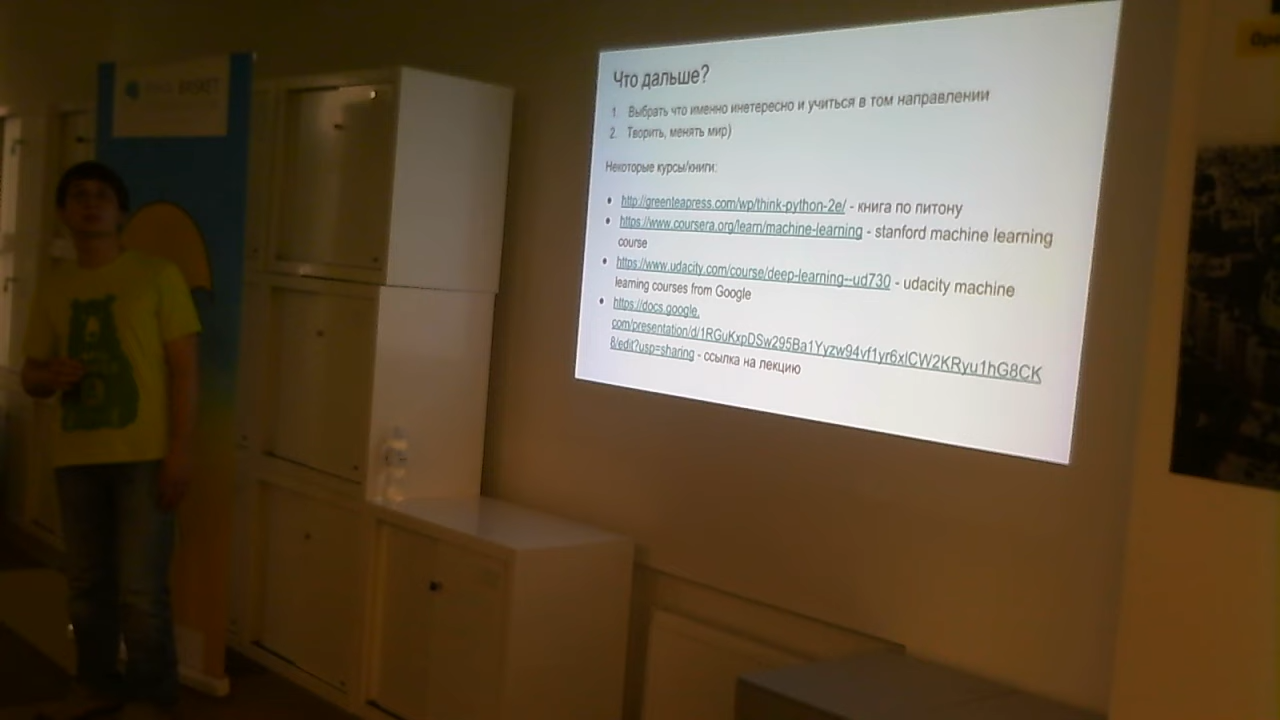 Что дальше?
1. Выбрать что именно инетересно и учиться в том направлении
2. Творить, менять мир)
Некоторые курсы/книги:
● http://greenteapress.com/wp/think-python-2e/ - книга по питону
● https://www.coursera.org/learn/machine-learning - stanford machine learning
course
● https://www.udacity.com/course/deep-learning--ud730 - udacity machine
learning courses from Google
● https://docs.google.
com/presentation/d/1RGuKxpDSw295Ba1Yyzw94vf1yr6xlCW2KRyu1hG8CK
8/edit?usp=sharing - ссылка на лекцию
BASKET